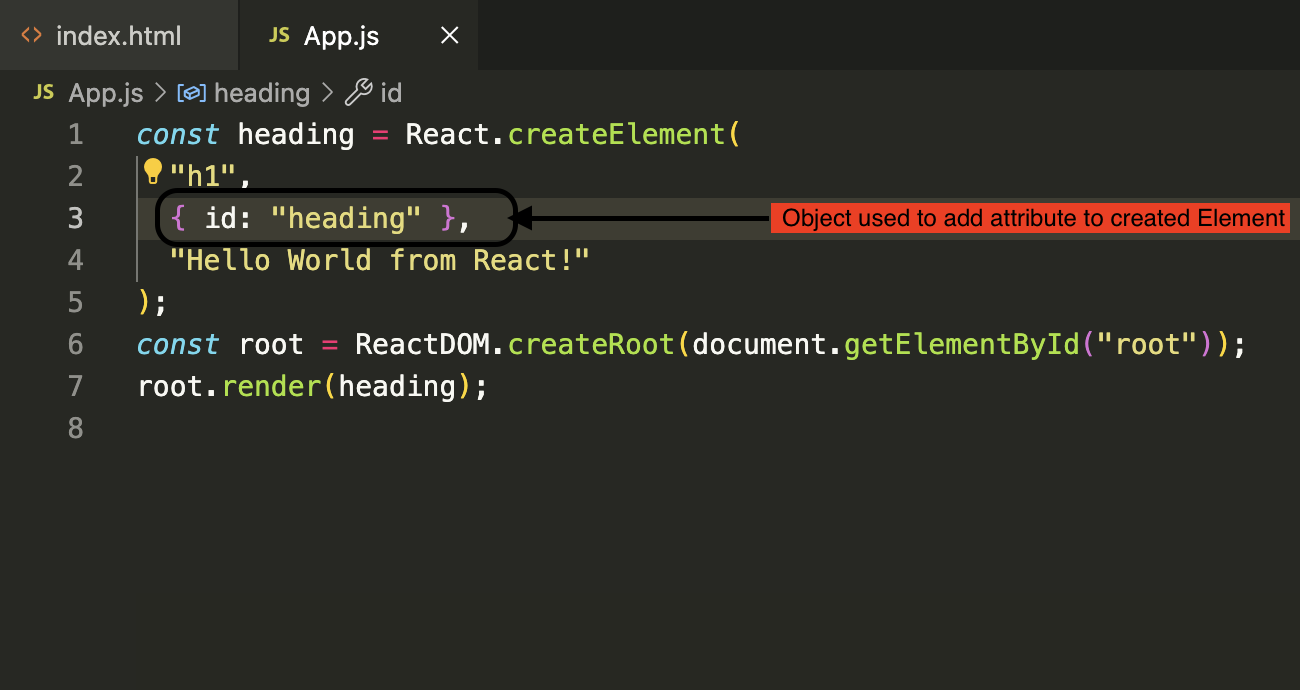 <> index.html JS App.js ×
JS App.js > heading > id
1 const heading = React.createElement(
2 "h1",
3 { id: "heading" }, Object used to add attribute to created Element
4 "Hello World from React!"
5 );
6 const root = ReactDOM.createRoot(document.getElementById("root"));
7 root.render(heading);
8